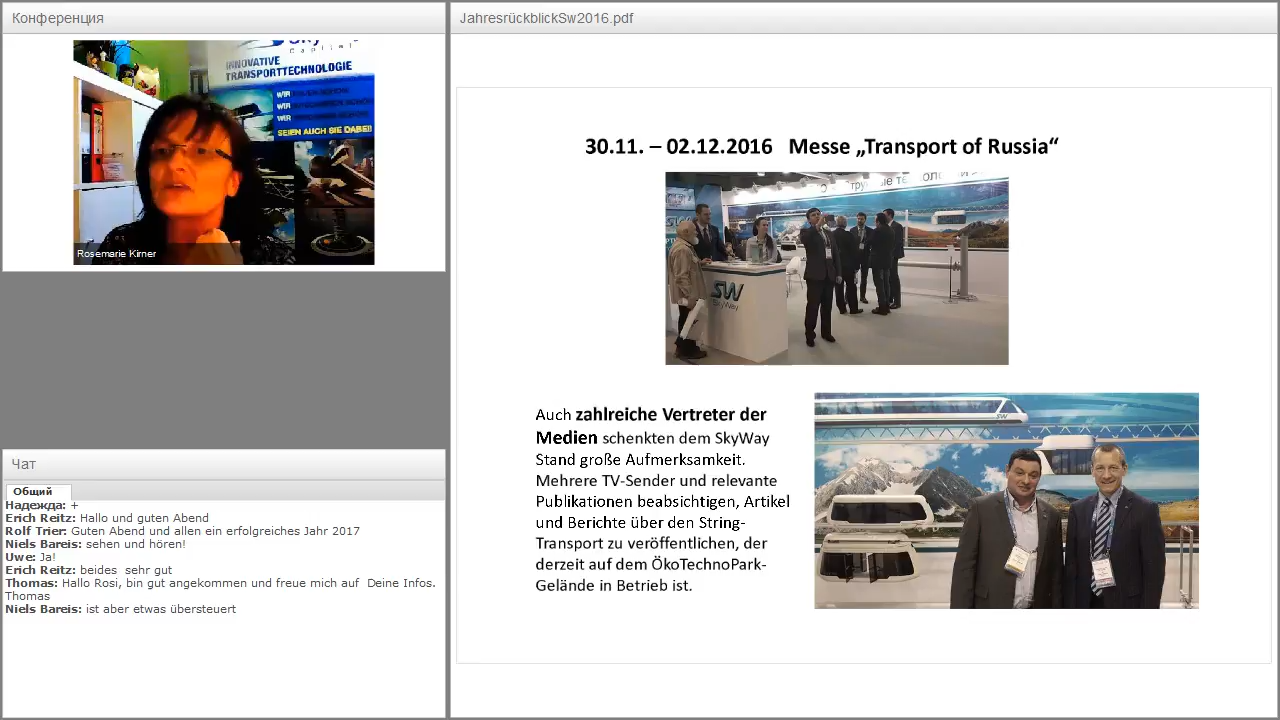 Конференция
Capital
INNOVATIVE
TRANSPORTTECHNOLOGIE
WIR
WIR
WIR
SEIEN AUCH SIE DABEI!
Rosemarie Kirner
Чат
Общий
Надежда: +
Erich Reitz: Hallo und guten Abend
Rolf Trier: Guten Abend und allen ein erfolgreiches Jahr 2017
Niels Bareis: sehen und hören!
Uwe: Ja!
Erich Reitz: beides sehr gut
Thomas: Hallo Rosi, bin gut angekommen und freue mich auf Deine Infos.
Thomas
Niels Bareis: ist aber etwas übersteuert
JahresrückblickSw2016.pdf
30.11. – 02.12.2016 Messe „Transport of Russia“
SW
SkyWay
Auch zahlreiche Vertreter der
Medien schenkten dem SkyWay
Stand große Aufmerksamkeit.
Mehrere TV-Sender und relevante
Publikationen beabsichtigen, Artikel
und Berichte über den String-
Transport zu veröffentlichen, der
derzeit auf dem ÖkoTechnoPark-
Gelände in Betrieb ist.
SW